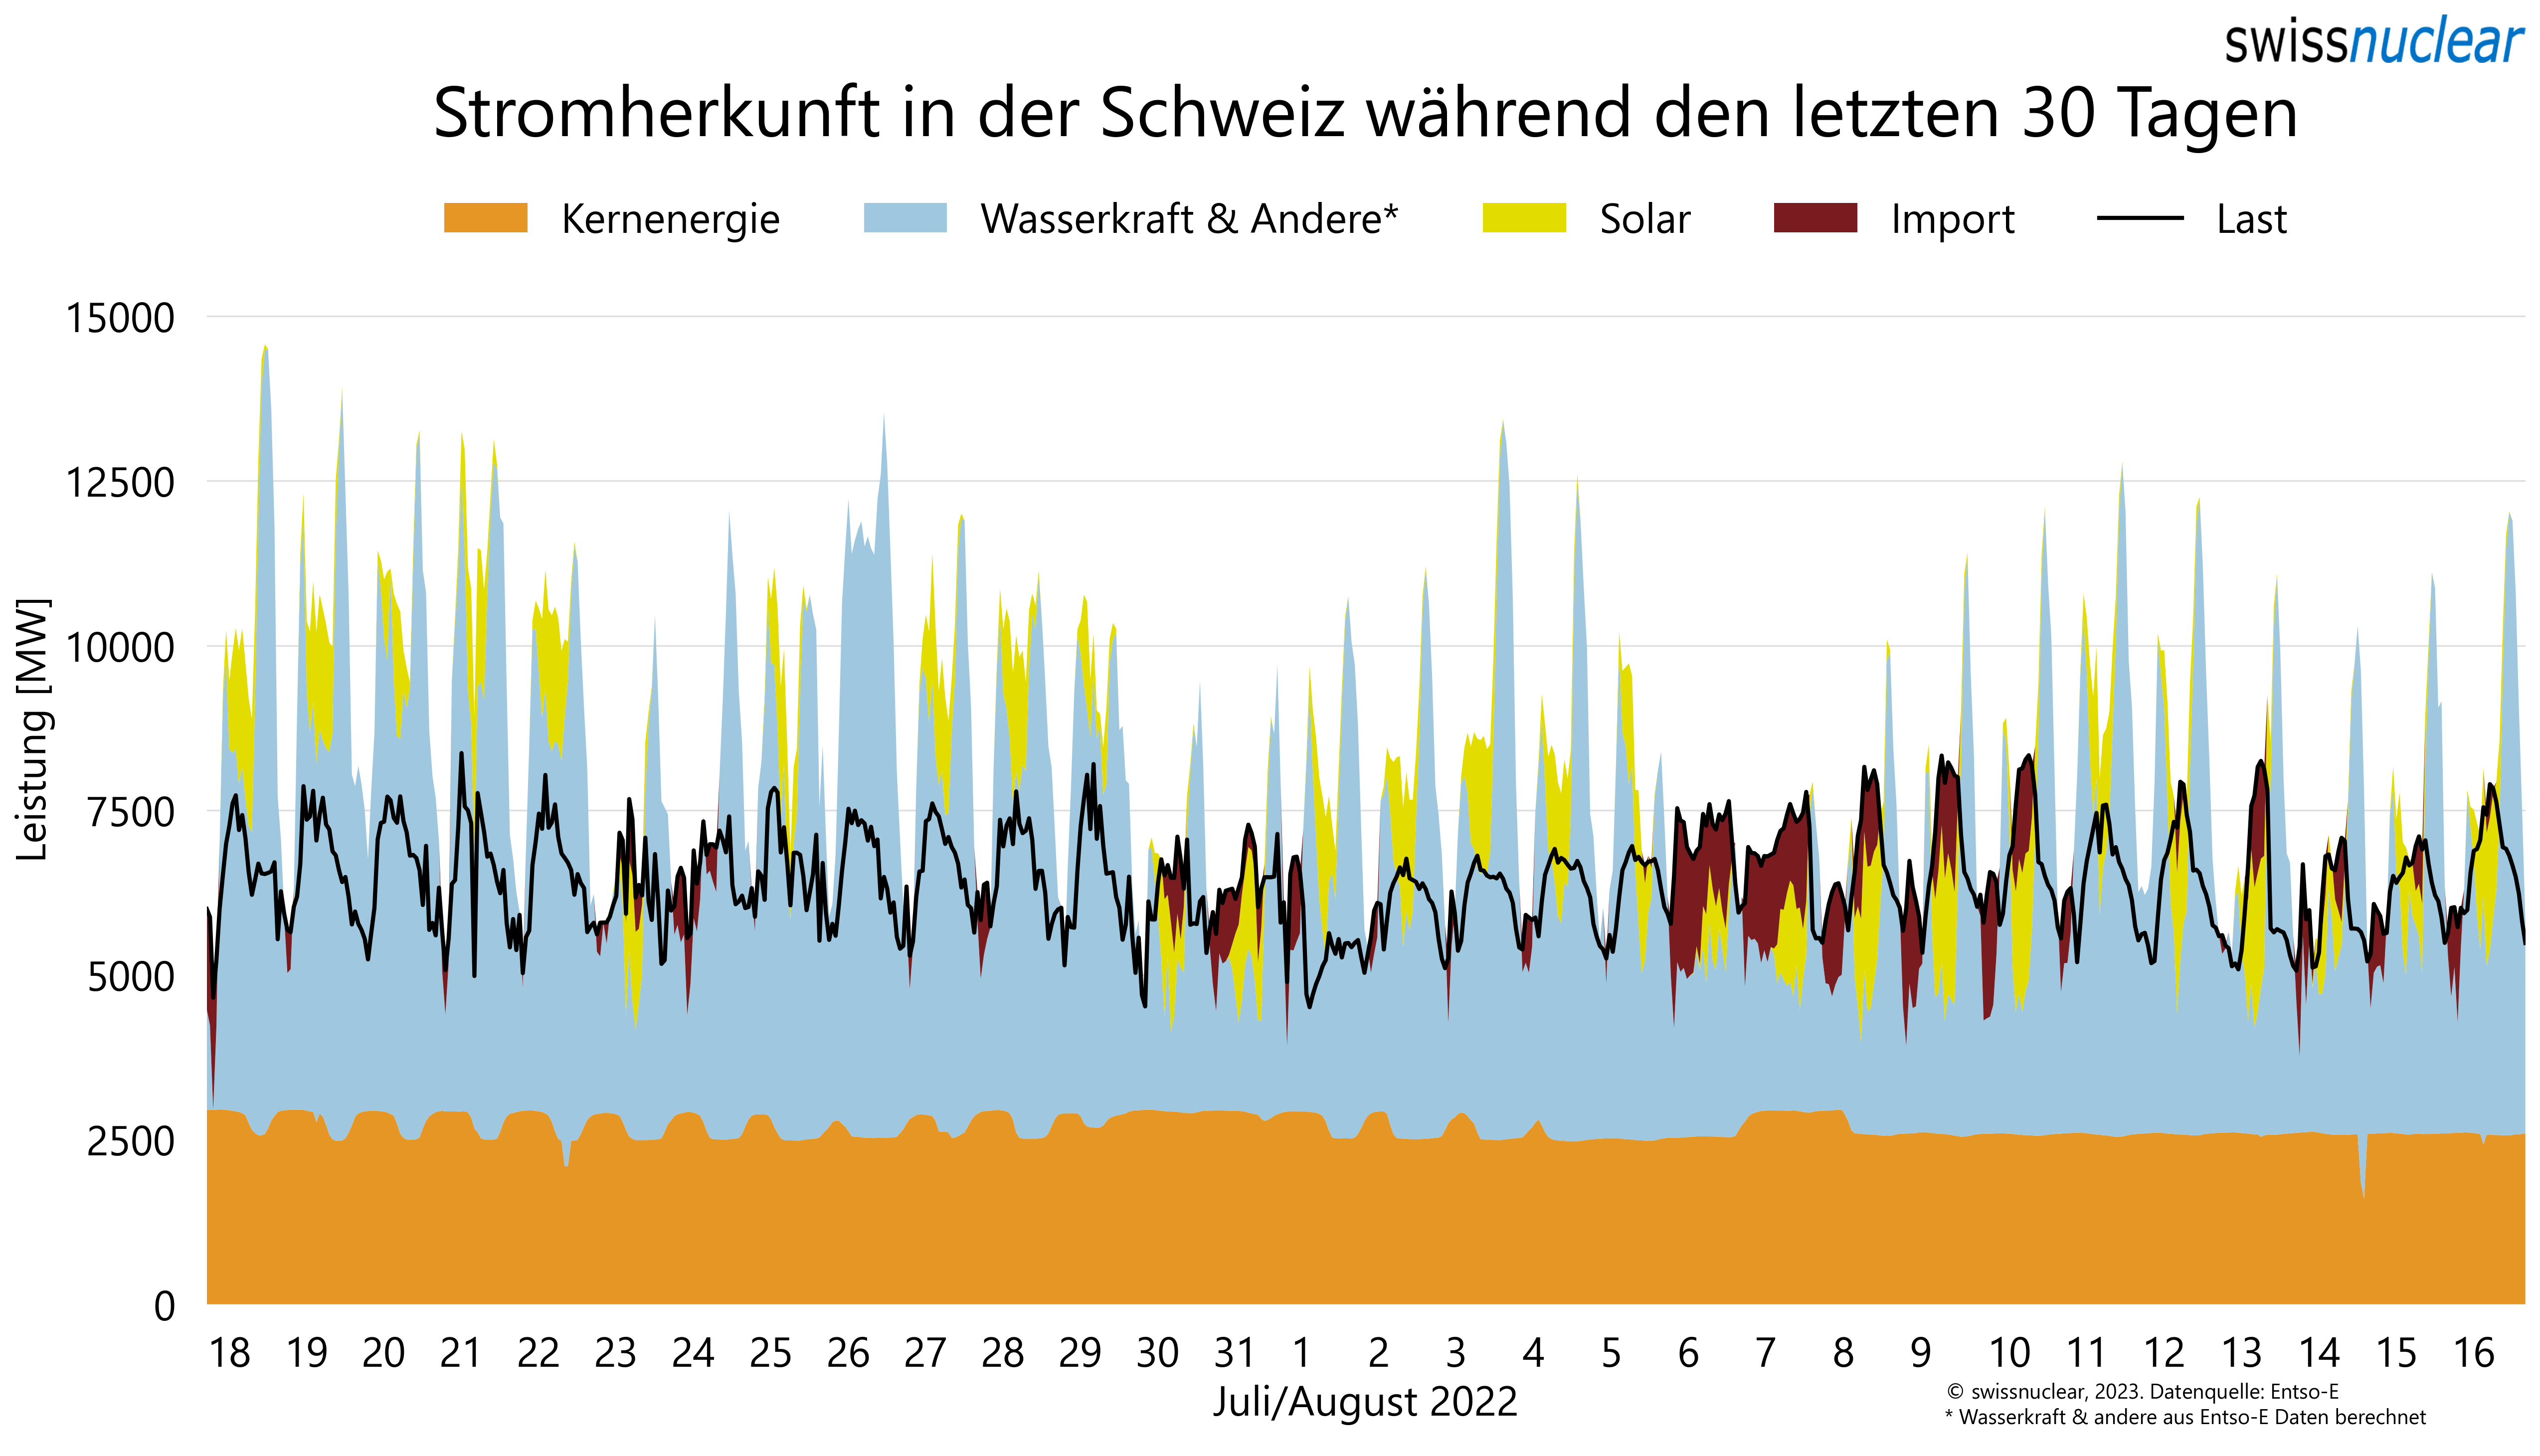 swissnuclear
Stromherkunft in der Schweiz während den letzten 30 Tagen
Kernenergie Wasserkraft & Andere* Solar Import Last
Leistung [MW]
15000
12500
10000
7500
5000
2500
0
18 19 20 21 22 23 24 25 26 27 28 29 30 31 1 2 3 4 5 6 7 8 9 10 11 12 13 14 15 16
Juli/August 2022
© swissnuclear, 2023. Datenquelle: Entso-E
* Wasserkraft & andere aus Entso-E Daten berechnet